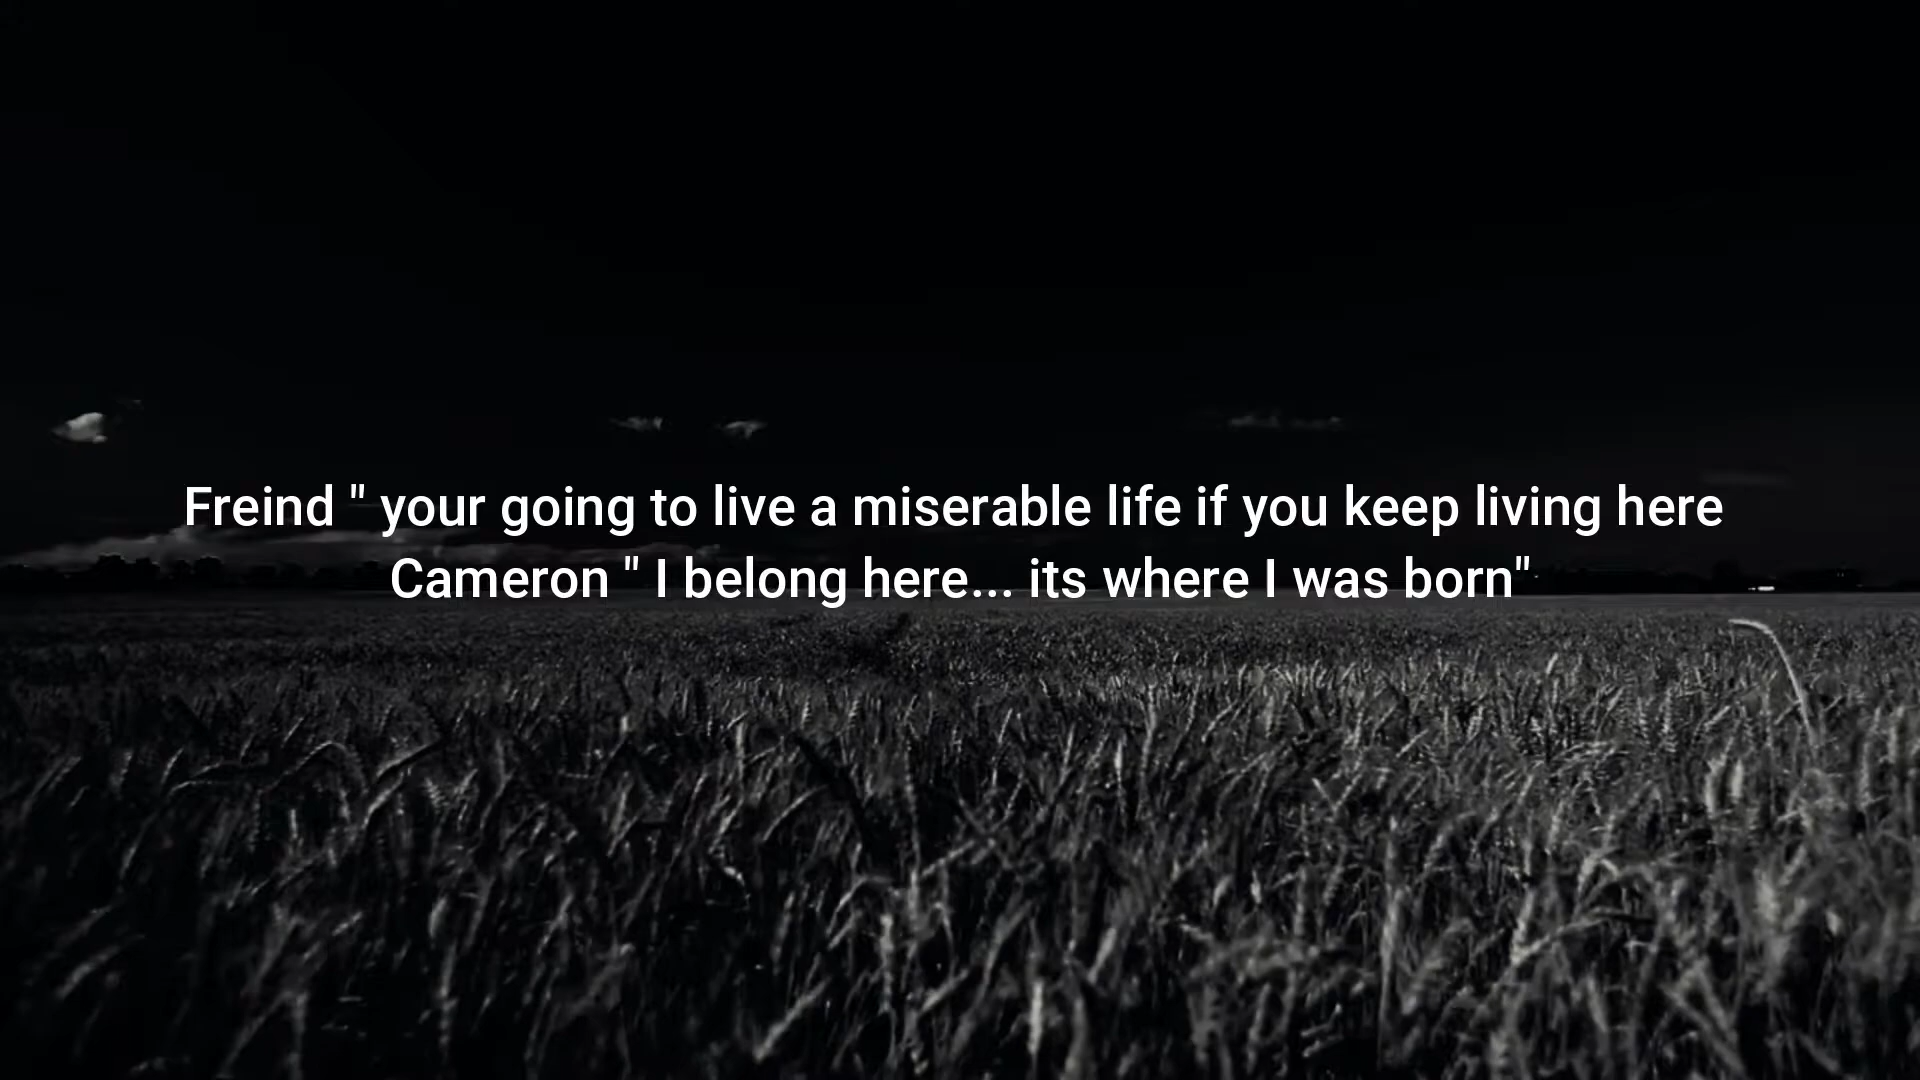 Freind " your going to live a miserable life if you keep living here
Cameron " I belong here... its where I was born"